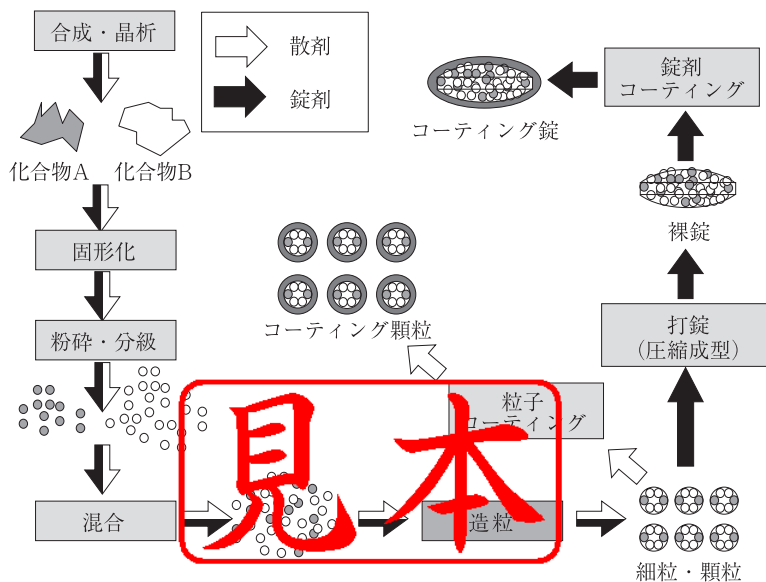 合成・晶析
散剤
錠剤
化合物A
化合物B
固形化
粉砕・分級
混合
造粒
細粒・顆粒
粒子
コーティング
コーティング顆粒
打錠
(圧縮成型)
裸錠
錠剤
コーティング
コーティング錠
見本